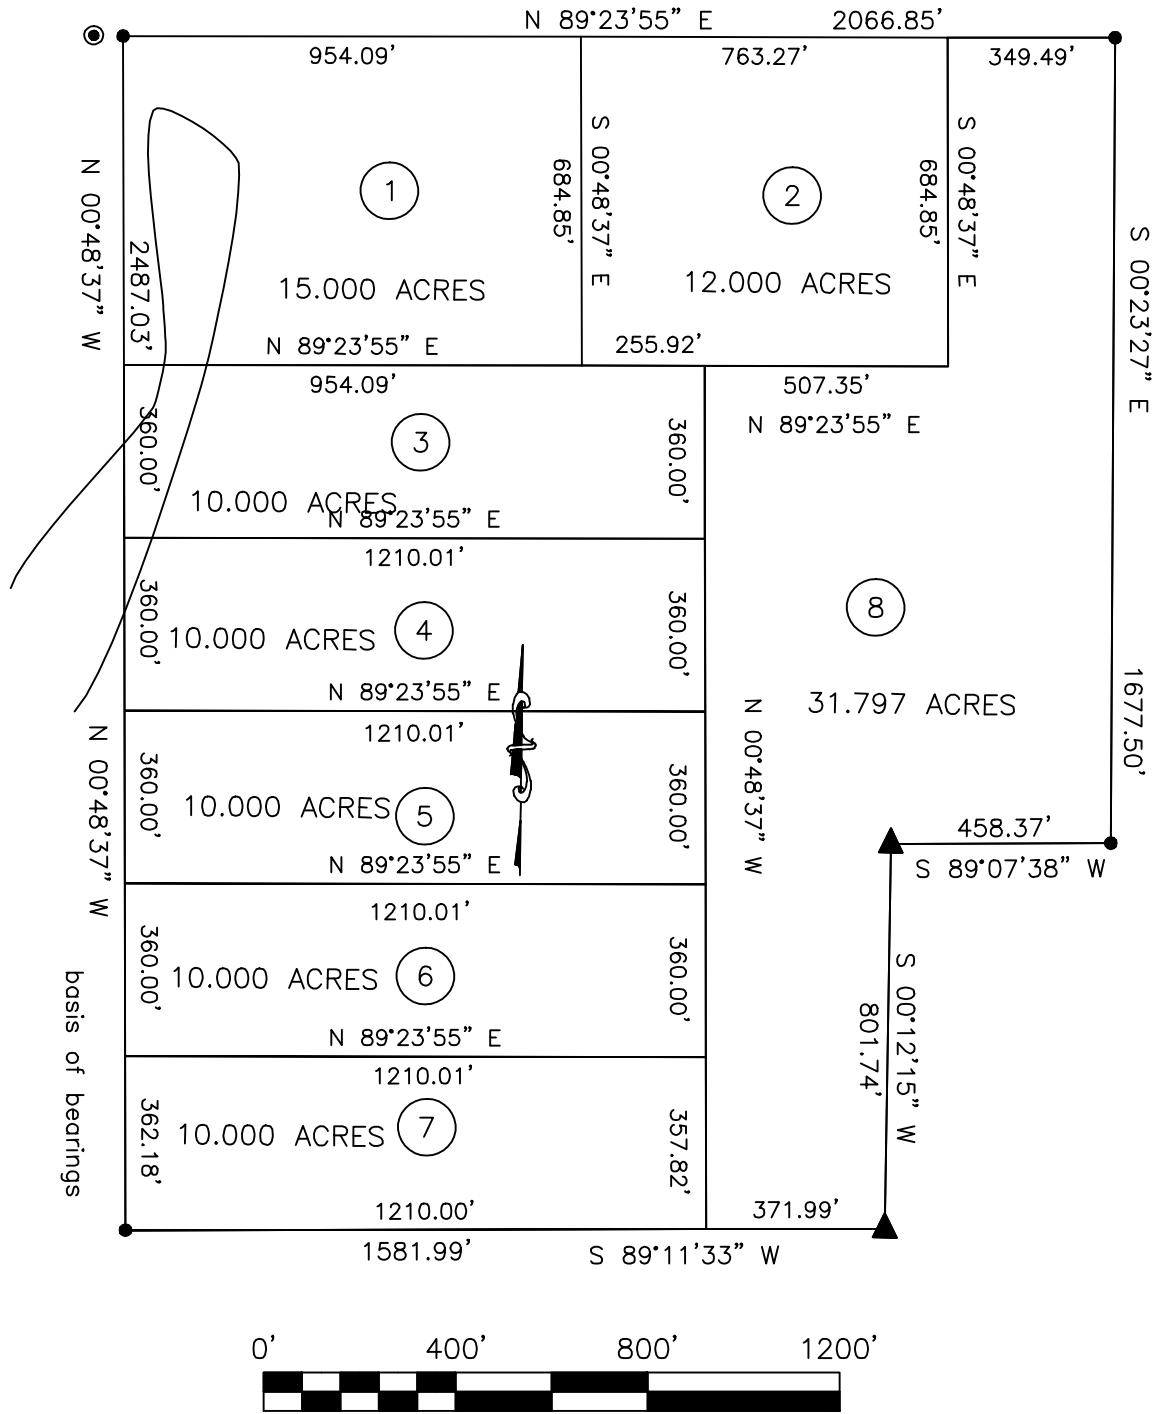 N 89°23'55" E
2066.85'
954.09'
763.27'
349.49'
N 00°48'37" W
2487.03'
1
15.000 ACRES
684.85'
S 00°48'37" E
2
12.000 ACRES
684.85'
S 00°48'37" E
S 00°23'27" E
1677.50'
N 89°23'55" E
255.92'
954.09'
507.35'
N 89°23'55" E
360.00'
3
360.00'
10.000 ACRES
N 89°23'55" E
1210.01'
360.00'
4
360.00'
10.000 ACRES
N 89°23'55" E
1210.01'
360.00'
5
360.00'
10.000 ACRES
N 89°23'55" E
1210.01'
360.00'
6
360.00'
10.000 ACRES
N 89°23'55" E
1210.01'
362.18'
7
357.82'
10.000 ACRES
1210.00'
8
31.797 ACRES
N 00°48'37" W
N 00°48'37" W
basis of bearings
458.37'
S 89°07'38" W
S 00°12'15" W
801.74'
371.99'
1581.99'
S 89°11'33" W
0'
400'
800'
1200'